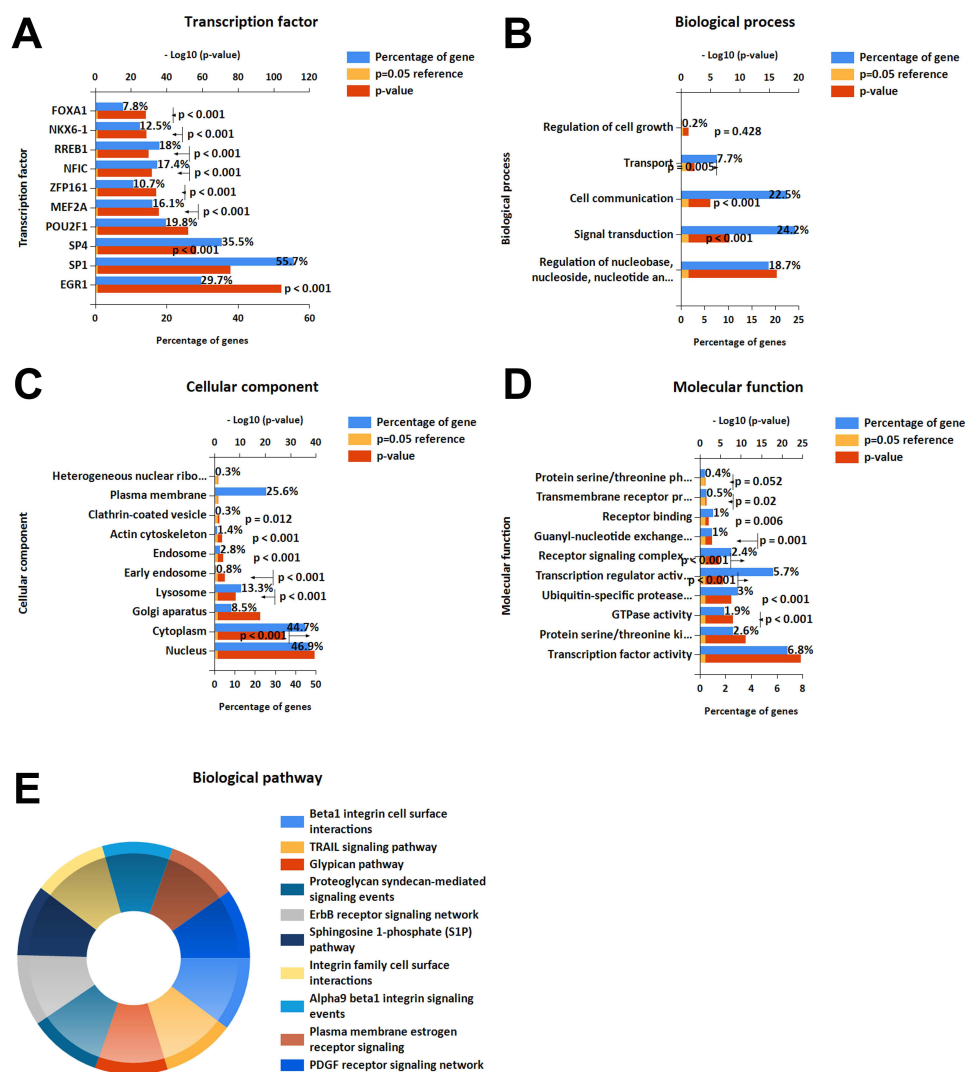 A
Transcription factor
- Log10 (p-value)
0 20 40 60 80 100 120
Percentage of gene
p=0.05 reference
p-value
Transcription factor
FOXA1 7.8% p < 0.001
NKX6-1 12.5% p < 0.001
RREB1 18% p < 0.001
NFIC 17.4% p < 0.001
ZFP161 10.7% p < 0.001
MEF2A 16.1% p < 0.001
POU2F1 19.8%
SP4 35.5%
p < 0.001
SP1 55.7%
EGR1 29.7% p < 0.001
0 20 40 60
Percentage of genes
B
Biological process
- Log10 (p-value)
0 5 10 15 20
Percentage of gene
p=0.05 reference
p-value
Biological process
Regulation of cell growth 0.2% p = 0.428
Transport 7.7%
p = 0.005
Cell communication 22.5%
p < 0.001
Signal transduction 24.2%
p < 0.001
Regulation of nucleobase, 18.7%
nucleoside, nucleotide an...
0 5 10 15 20 25
Percentage of genes
C
Cellular component
- Log10 (p-value)
0 10 20 30 40
Percentage of gene
p=0.05 reference
p-value
Cellular component
Heterogeneous nuclear ribo... 0.3%
Plasma membrane 25.6%
Clathrin-coated vesicle 0.3% p = 0.012
Actin cytoskeleton 1.4% p < 0.001
Endosome 2.8% p < 0.001
Early endosome 0.8% p < 0.001
Lysosome 13.3% p < 0.001
Golgi apparatus 8.5%
Cytoplasm 44.7%
p < 0.001
Nucleus 46.9%
0 10 20 30 40 50
Percentage of genes
D
Molecular function
- Log10 (p-value)
0 5 10 15 20 25
Percentage of gene
p=0.05 reference
p-value
Molecular function
Protein serine/threonine ph... 0.4% p = 0.052
Transmembrane receptor pr... 0.5% p = 0.02
Receptor binding 1% p = 0.006
Guanyl-nucleotide exchange... 1% p = 0.001
Receptor signaling complex... 2.4%
p < 0.001
Transcription regulator activ... 5.7%
p < 0.001
Ubiquitin-specific protease... 3% p < 0.001
GTPase activity 1.9% p < 0.001
Protein serine/threonine ki... 2.6%
Transcription factor activity 6.8%
0 2 4 6 8
Percentage of genes
E
Biological pathway
Beta1 integrin cell surface
interactions
TRAIL signaling pathway
Glypican pathway
Proteoglycan syndecan-mediated
signaling events
ErbB receptor signaling network
Sphingosine 1-phosphate (S1P)
pathway
Integrin family cell surface
interactions
Alpha9 beta1 integrin signaling
events
Plasma membrane estrogen
receptor signaling
PDGF receptor signaling network